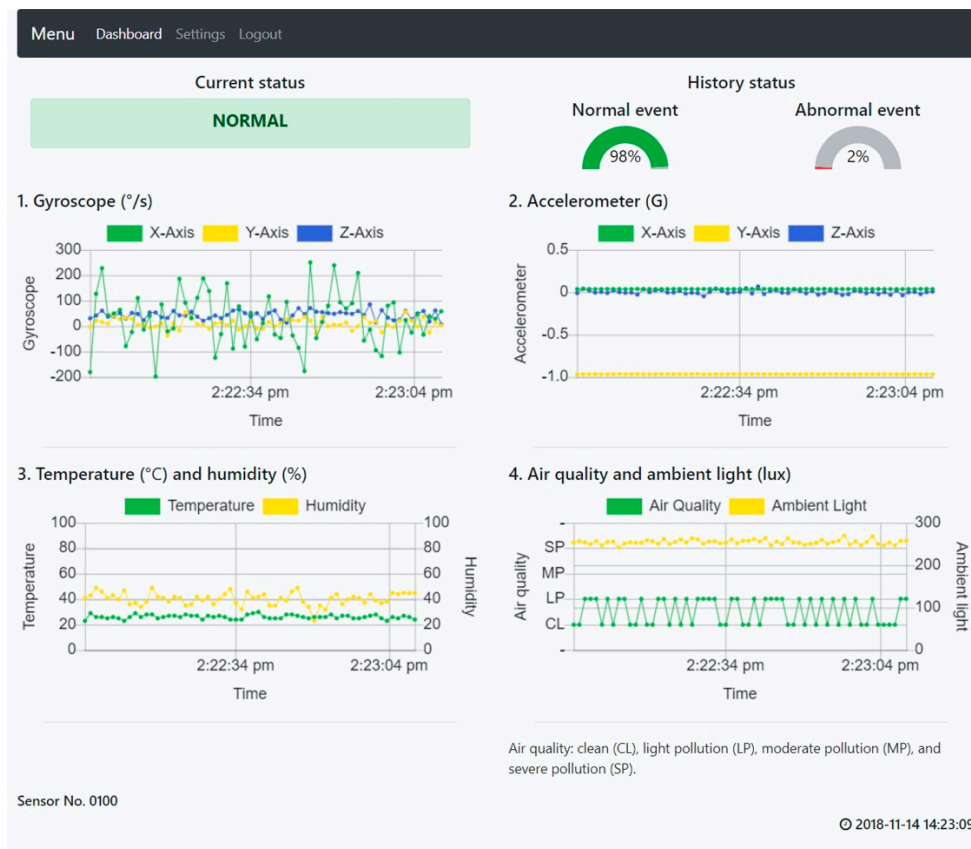 Menu Dashboard Settings Logout
Current status
NORMAL
History status
Normal event
98%
Abnormal event
2%
1. Gyroscope (°/s)
X-Axis Y-Axis Z-Axis
Gyroscope
300
200
100
0
-100
-200
2:22:34 pm 2:23:04 pm
Time
2. Accelerometer (G)
X-Axis Y-Axis Z-Axis
Accelerometer
0.5
0
-0.5
-1.0
2:22:34 pm 2:23:04 pm
Time
3. Temperature (°C) and humidity (%)
Temperature Humidity
Temperature
100
80
60
40
20
0
100
80
60
40
20
0
Humidity
2:22:34 pm 2:23:04 pm
Time
4. Air quality and ambient light (lux)
Air Quality Ambient Light
Air quality
-
SP
MP
LP
CL
-
300
200
100
0
Ambient light
2:22:34 pm 2:23:04 pm
Time
Air quality: clean (CL), light pollution (LP), moderate pollution (MP), and
severe pollution (SP).
Sensor No. 0100
2018-11-14 14:23:09